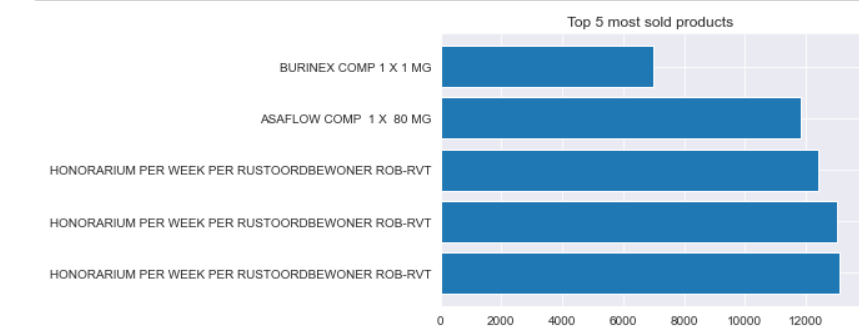 Top 5 most sold products
BURINEX COMP 1 X 1 MG
ASAFLOW COMP  1 X  80 MG
HONORARIUM PER WEEK PER RUSTOORDBEWONER ROB-RVT
HONORARIUM PER WEEK PER RUSTOORDBEWONER ROB-RVT
HONORARIUM PER WEEK PER RUSTOORDBEWONER ROB-RVT
0 2000 4000 6000 8000 10000 12000